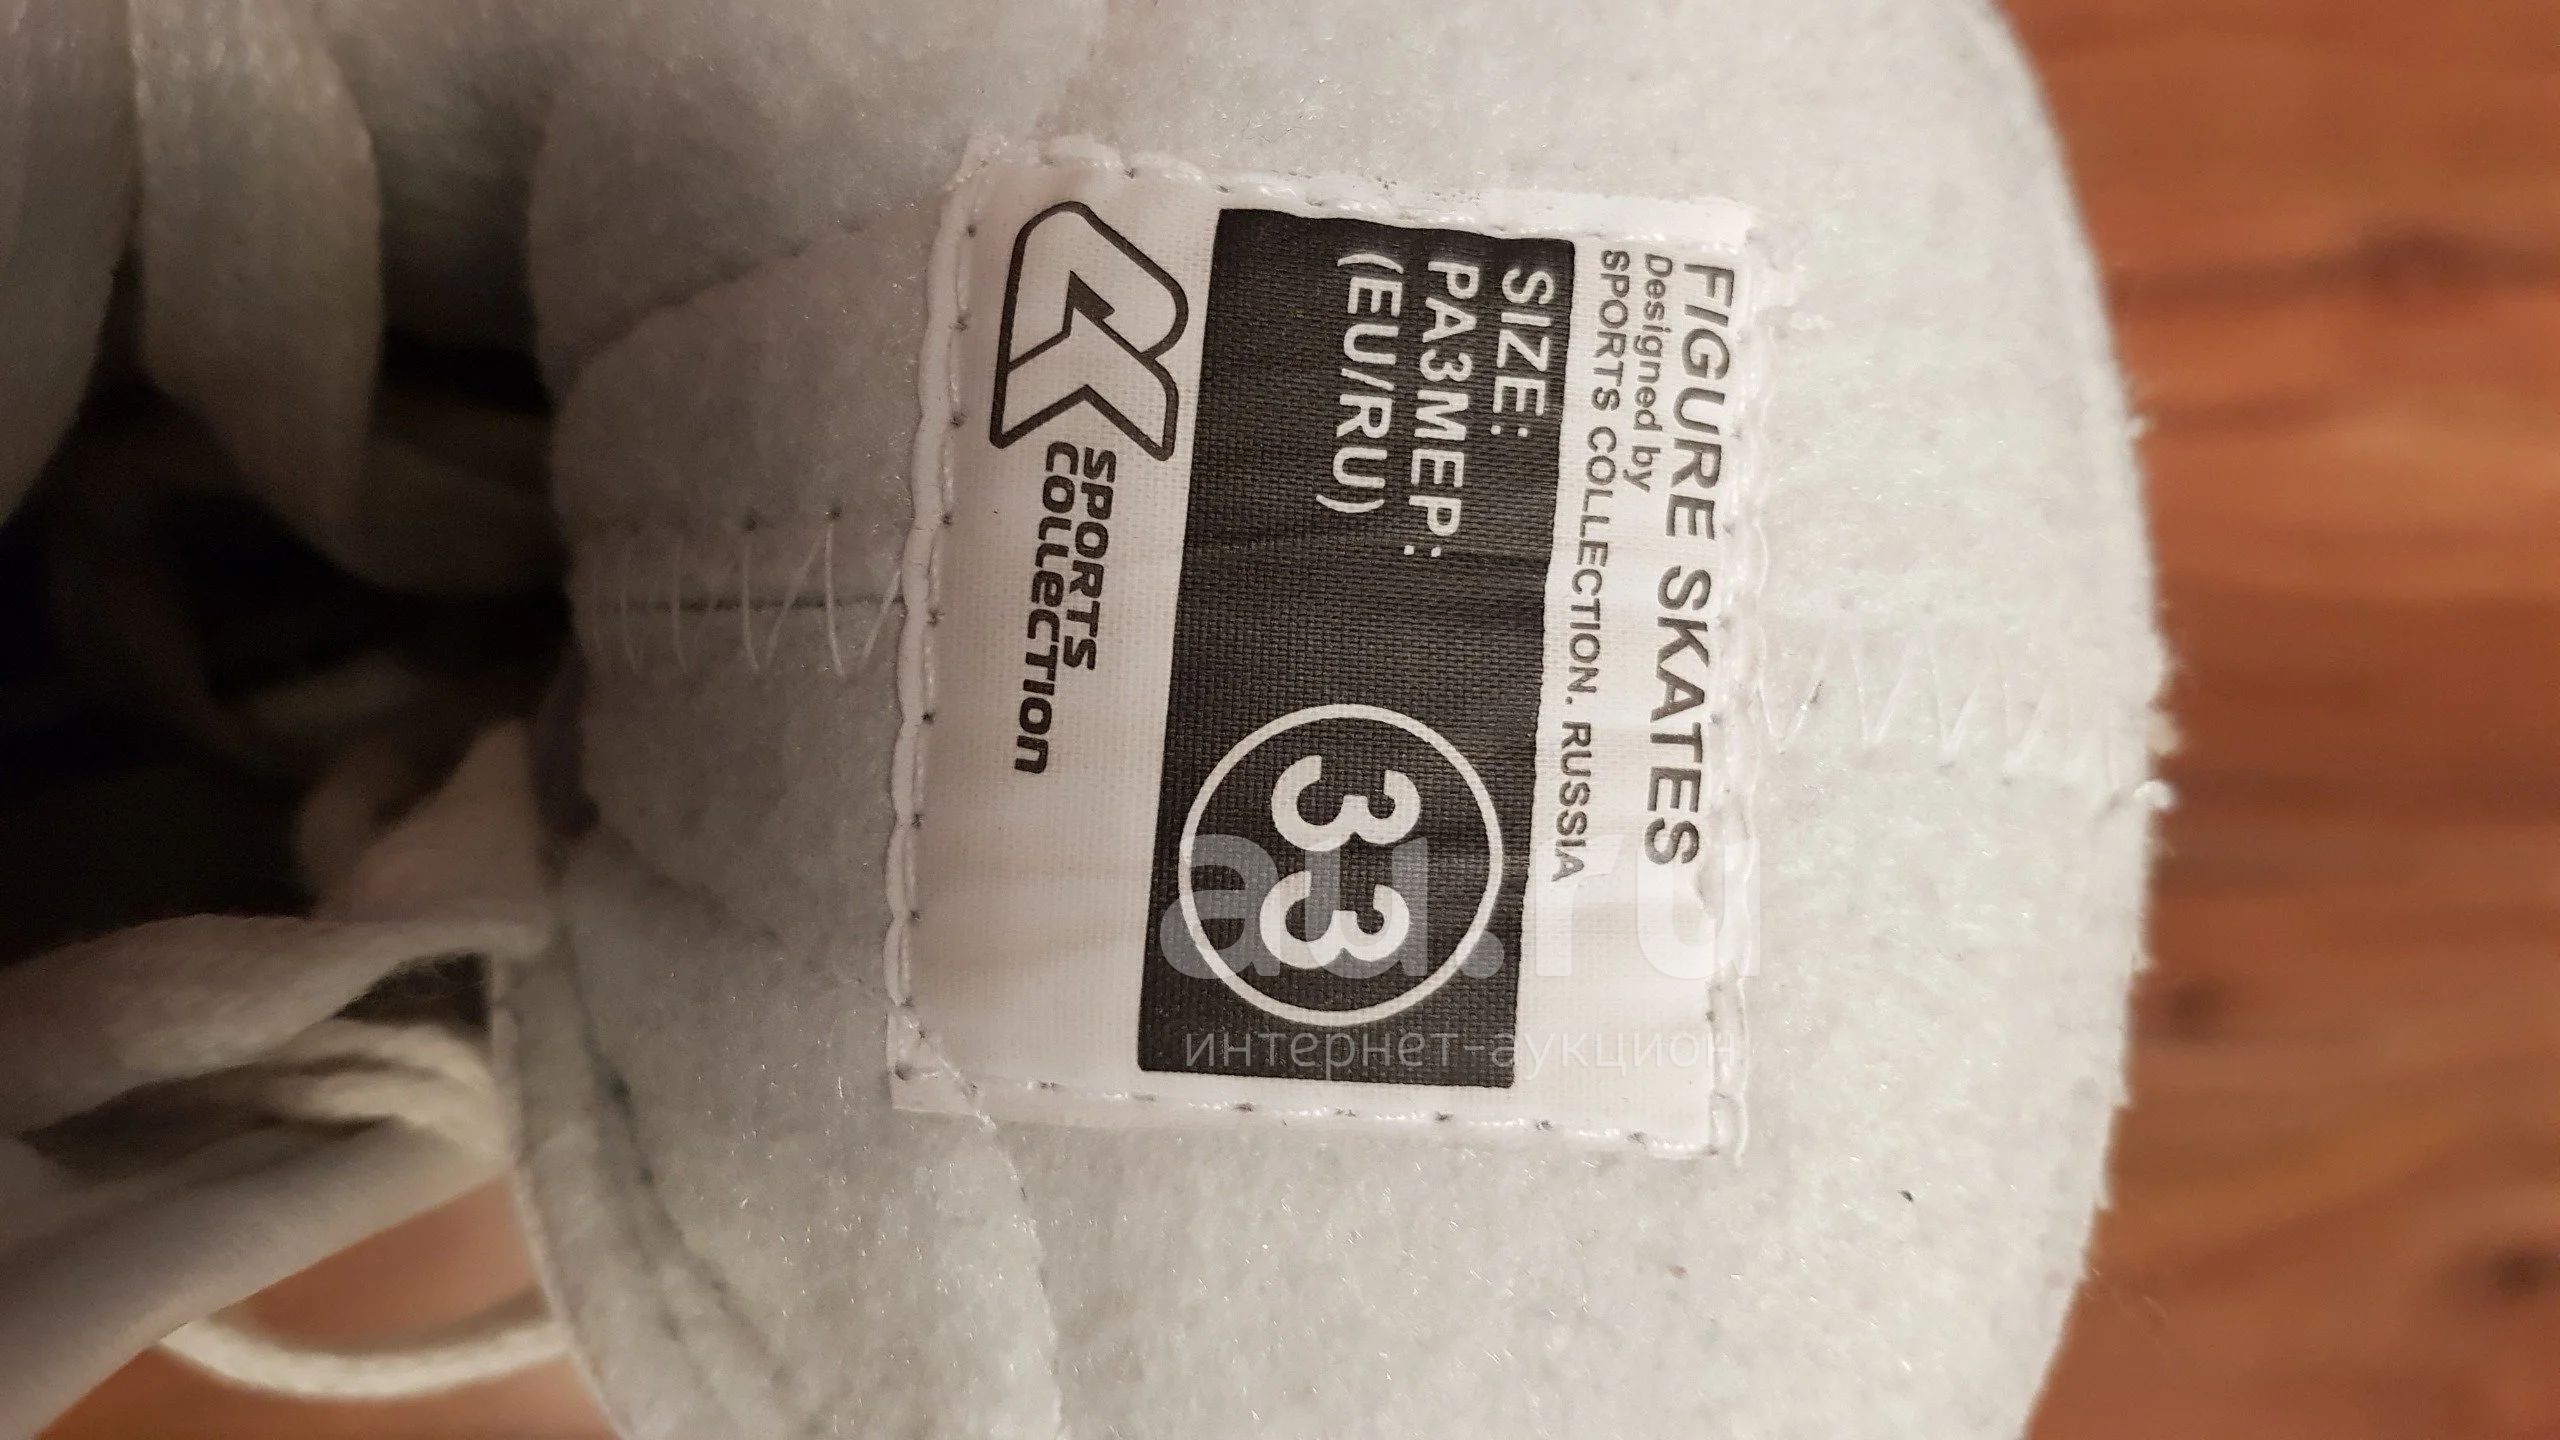 FIGURE SKATES
Designed by
SPORTS COLLECTION. RUSSIA
SIZE:
РАЗМЕР:
(EU/RU)
33
SPORTS
COLLECTION
au.ru
интернет-аукцион